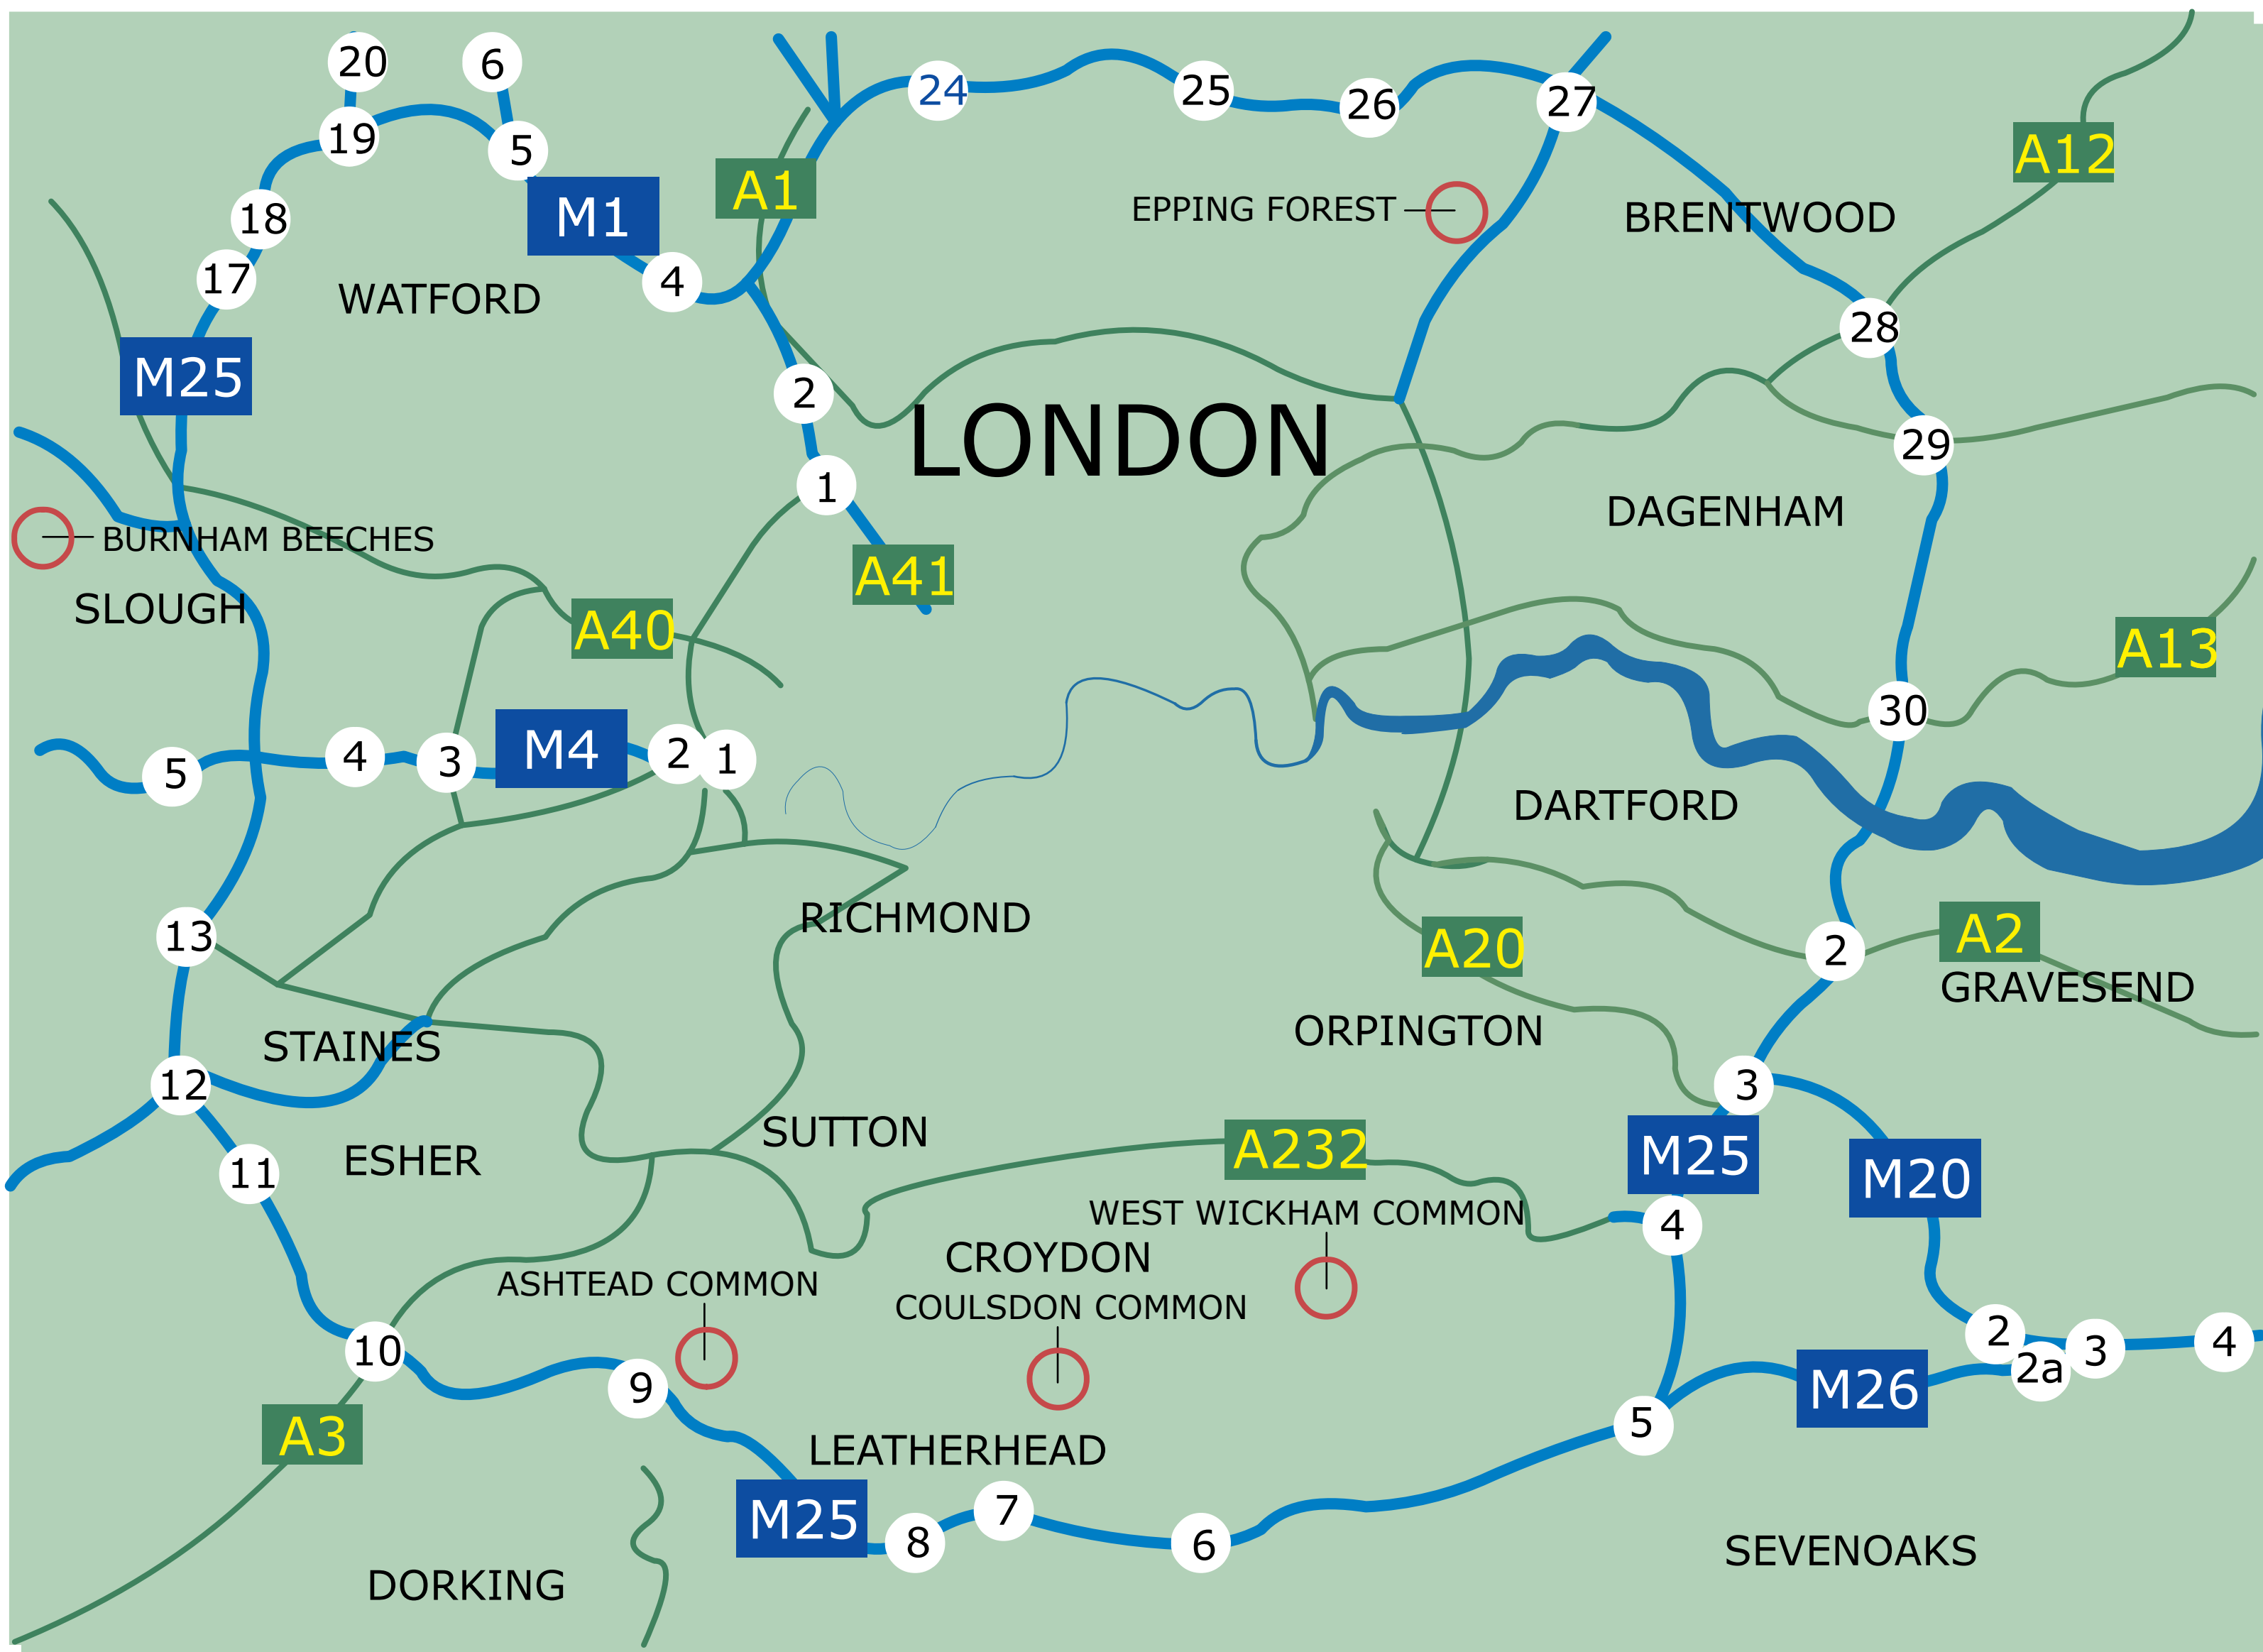 20
6
24
25
26
27
19
5
A12
A1
M1
EPPING FOREST
BRENTWOOD
18
17
4
WATFORD
28
M25
2
LONDON
29
1
DAGENHAM
BURNHAM BEECHES
A41
SLOUGH
A40
A13
30
M4
2
1
4
3
5
DARTFORD
RICHMOND
13
A20
A2
2
GRAVESEND
ORPINGTON
STAINES
12
3
SUTTON
A232
M25
ESHER
11
M20
WEST WICKHAM COMMON
4
CROYDON
ASHTEAD COMMON
COULSDON COMMON
10
2
3
4
2a
9
M26
A3
5
LEATHERHEAD
M25
7
8
6
SEVENOAKS
DORKING